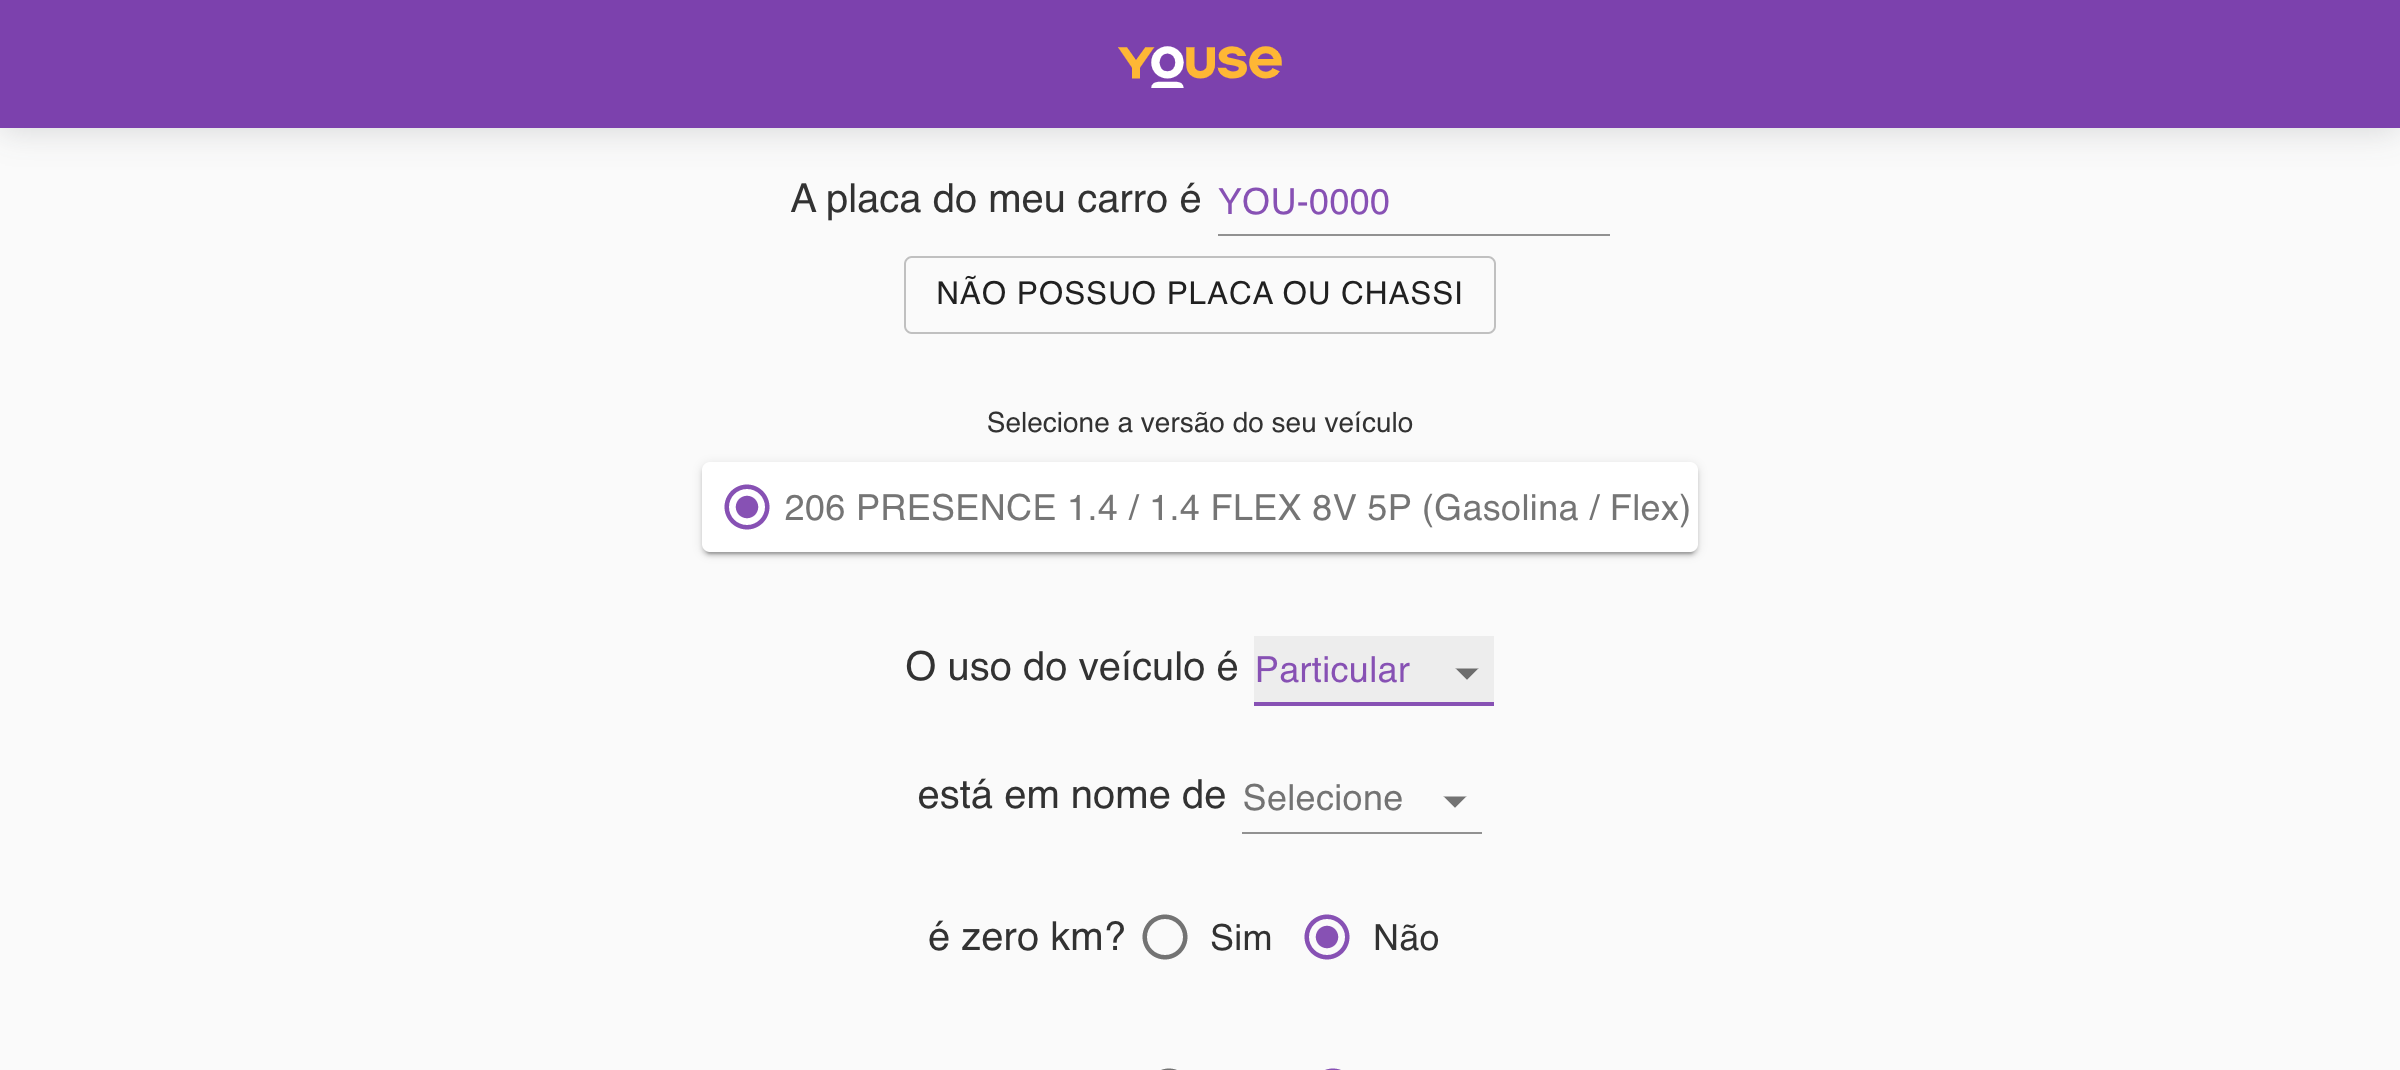 YOUSE
A placa do meu carro é YOU-0000
NÃO POSSUO PLACA OU CHASSI
Selecione a versão do seu veículo
206 PRESENCE 1.4 / 1.4 FLEX 8V 5P (Gasolina / Flex)
O uso do veículo é Particular
está em nome de Selecione
é zero km? Sim Não